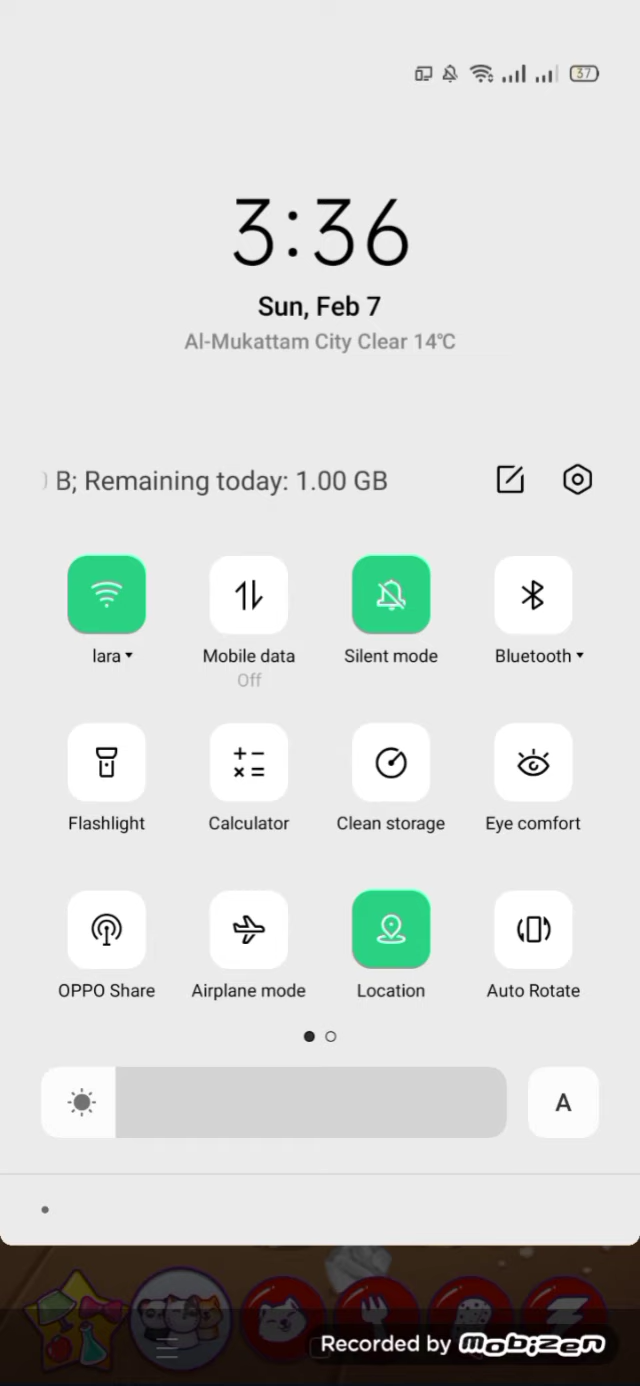 37
3:36
Sun, Feb 7
Al-Mukattam City Clear 14℃
B; Remaining today: 1.00 GB
lara
Mobile data
Silent mode
Bluetooth
Off
Flashlight
Calculator
Clean storage
Eye comfort
OPPO Share
Airplane mode
Location
Auto Rotate
A
Recorded by mobizen